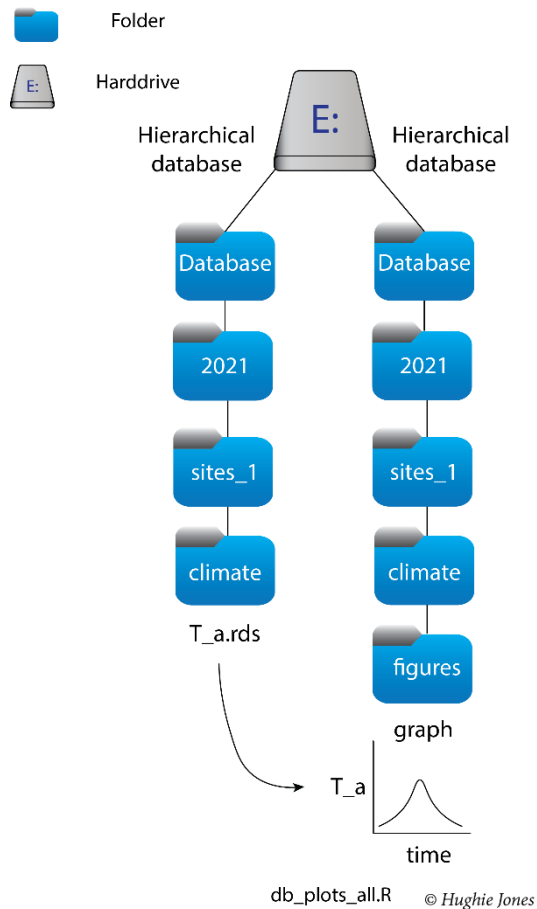 Folder
E:
Harddrive
E:
Hierarchical
database
Hierarchical
database
Database
2021
sites_1
climate
T_a.rds
Database
2021
sites_1
climate
figures
graph
T_a
time
db_plots_all.R
© Hughie Jones